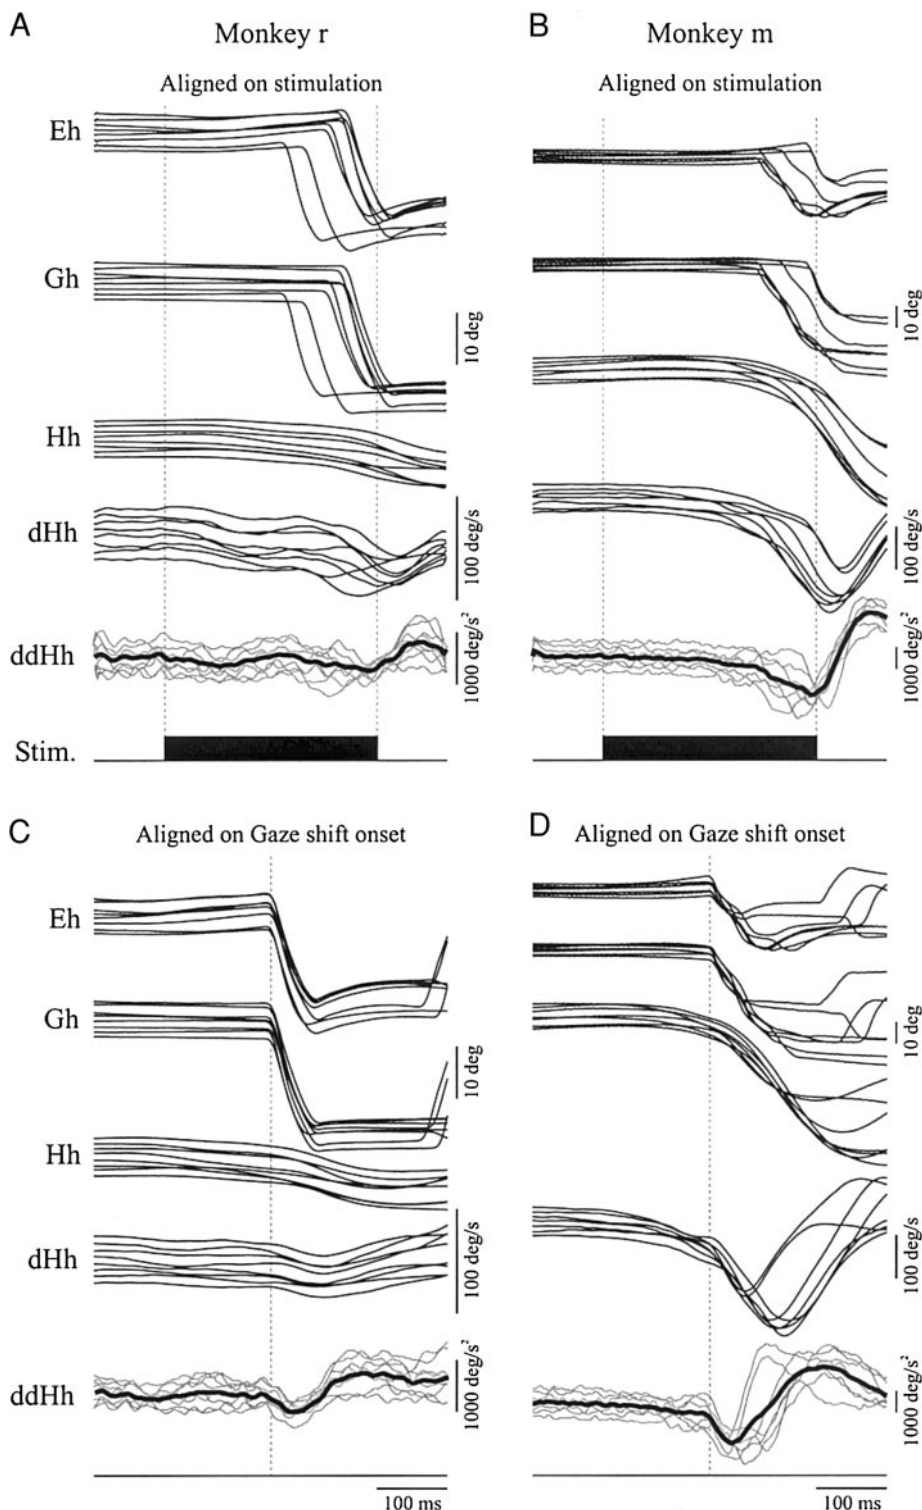 A
Monkey r
B
Monkey m
Aligned on stimulation
Aligned on stimulation
Eh
Gh
10 deg
10 deg
Hh
dHh
100 deg/s
100 deg/s
ddHh
1000 deg/s²
1000 deg/s²
Stim.
C
Aligned on Gaze shift onset
D
Aligned on Gaze shift onset
Eh
Gh
10 deg
10 deg
Hh
dHh
100 deg/s
100 deg/s
ddHh
1000 deg/s²
1000 deg/s²
100 ms
100 ms